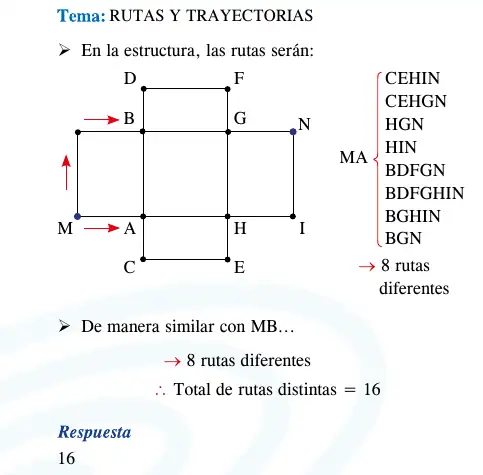 Tema: RUTAS Y TRAYECTORIAS
➢ En la estructura, las rutas serán:
D F
B G N
M A H I
C E
MA
CEHIN
CEHGN
HGN
HIN
BDFGN
BDFGHIN
BGHIN
BGN
→ 8 rutas
diferentes
➢ De manera similar con MB…
→ 8 rutas diferentes
∴ Total de rutas distintas = 16
Respuesta
16